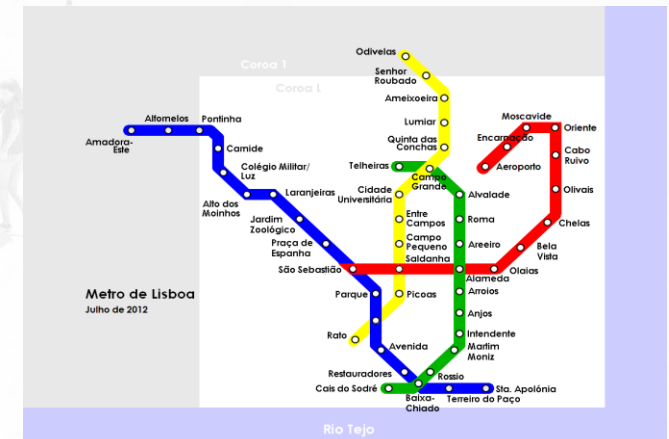 Odivelas
Coroa 1
Senhor
Roubado
Coroa L
Ameixoeira
Moscavide
Alfornelos
Pontinha
Lumiar
Oriente
Encarnação
Amadora-
Este
Quinta das
Conchas
Carnide
Cabo
Ruivo
Telheiras
Aeroporto
Colégio Militar/
Luz
Campo
Grande
Laranjeiras
Cidade
Universitária
Alvalade
Olivais
Alto dos
Moinhos
Jardim
Zoológico
Entre
Campos
Roma
Chelas
Praça de
Espanha
Campo
Pequeno
Areeiro
Bela
Vista
São Sebastião
Saldanha
Alameda
Olaias
Metro de Lisboa
Julho de 2012
Parque
Picoas
Arroios
Anjos
Rato
Intendente
Avenida
Martim
Moniz
Restauradores
Rossio
Cais do Sodré
Baixa-
Chiado
Sta. Apolónia
Terreiro do Paço
Rio Tejo